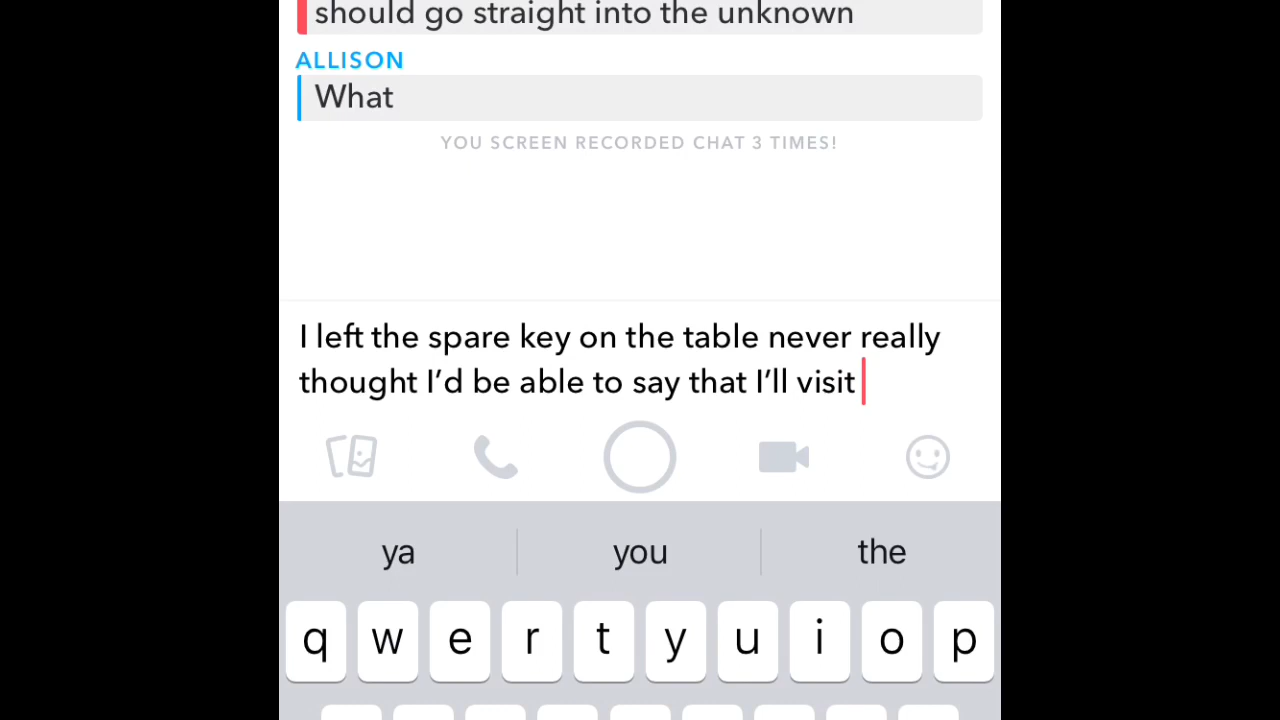 should go straight into the unknown
ALLISON
What
YOU SCREEN RECORDED CHAT 3 TIMES!
I left the spare key on the table never really
thought I’d be able to say that I’ll visit
ya you the
q w e r t y u i o p